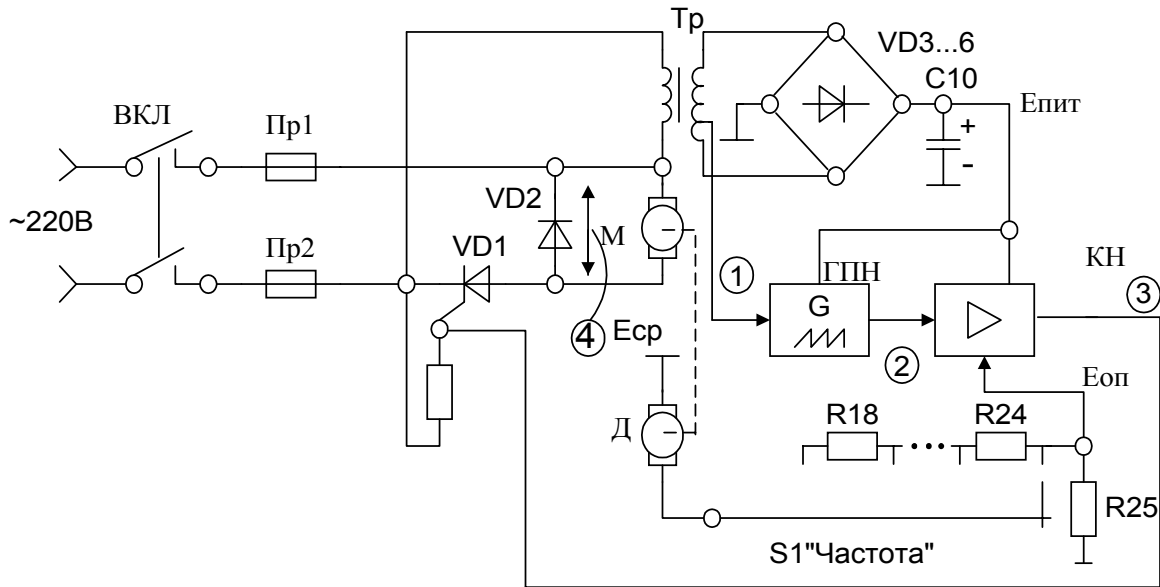 Тр
VD3...6
C10
Епит
+
-
ВКЛ
Пр1
~220В
VD2
М
Пр2
VD1
4
Еср
1
ГПН
G
2
КН
3
Еоп
Д
R18
...
R24
R25
S1"Частота"